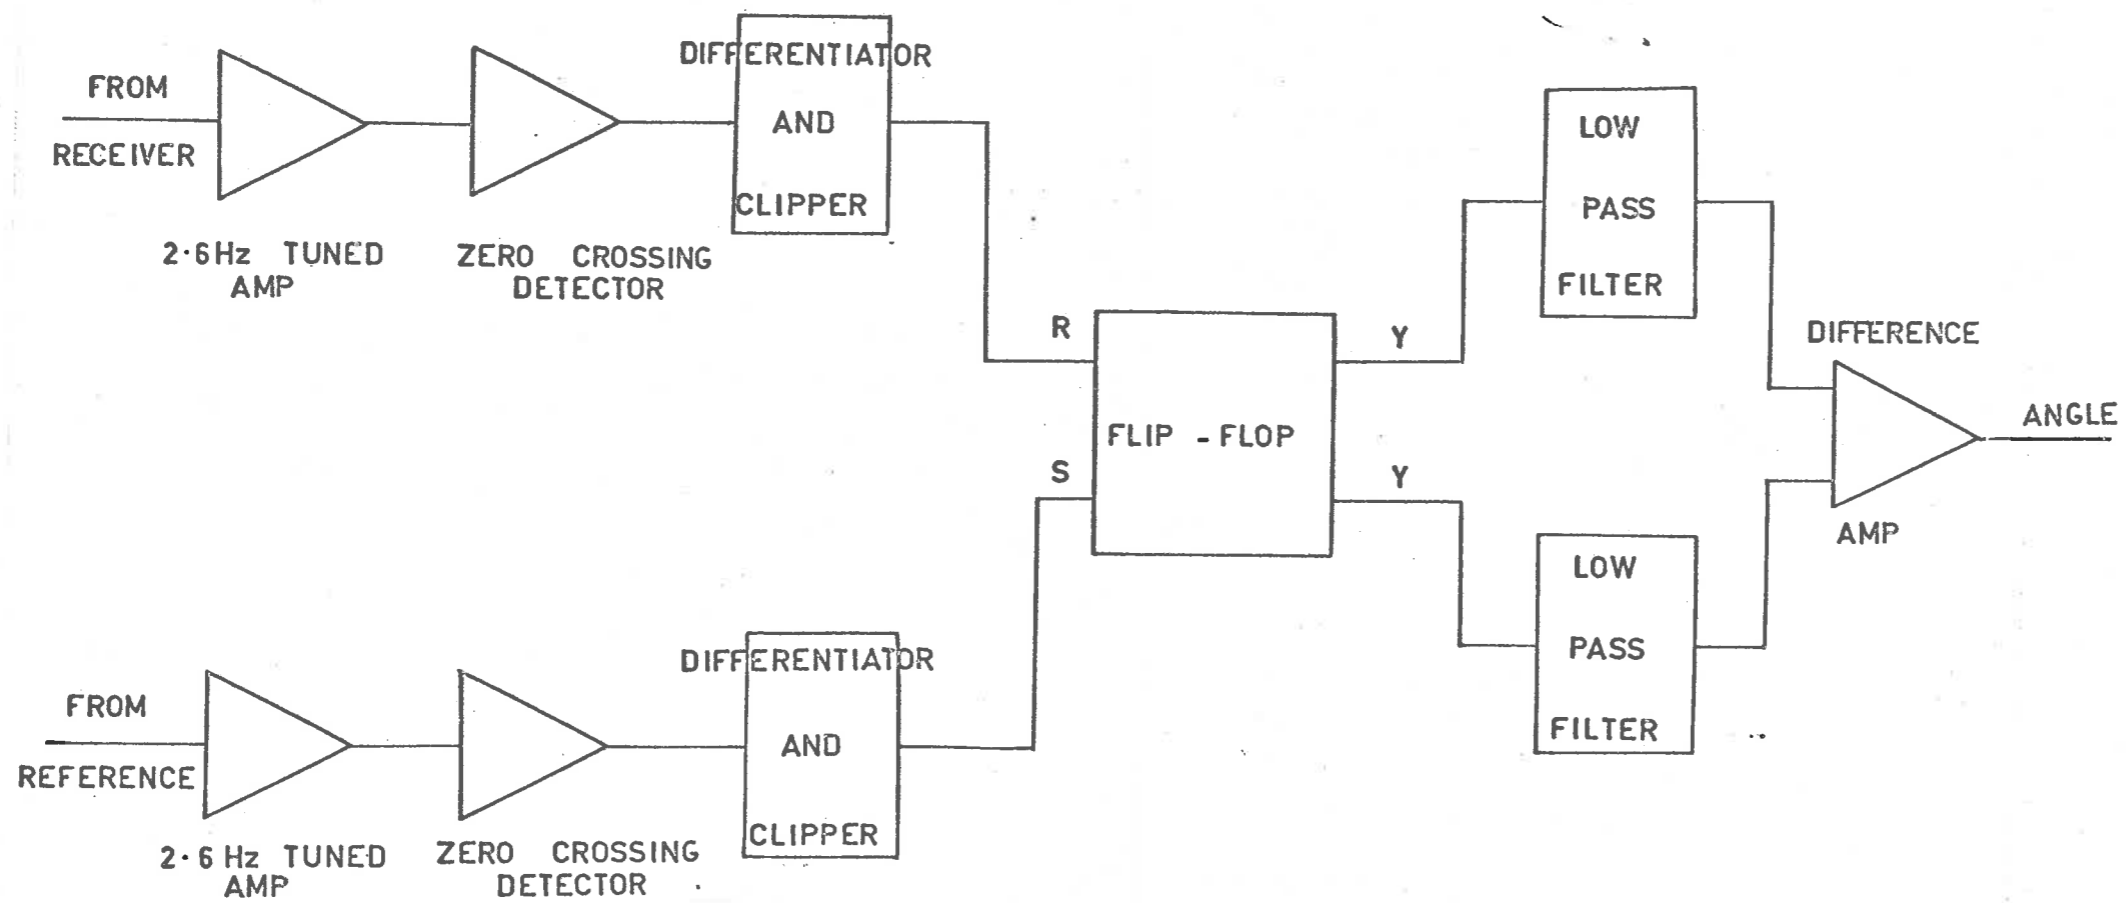 FROM
RECEIVER
2.6Hz TUNED
AMP
ZERO CROSSING
DETECTOR
DIFFERENTIATOR
AND
CLIPPER
R
S
FLIP - FLOP
Y
Y
LOW
PASS
FILTER
DIFFERENCE
AMP
ANGLE
LOW
PASS
FILTER
FROM
REFERENCE
2.6 Hz TUNED
AMP
ZERO CROSSING
DETECTOR
DIFFERENTIATOR
AND
CLIPPER